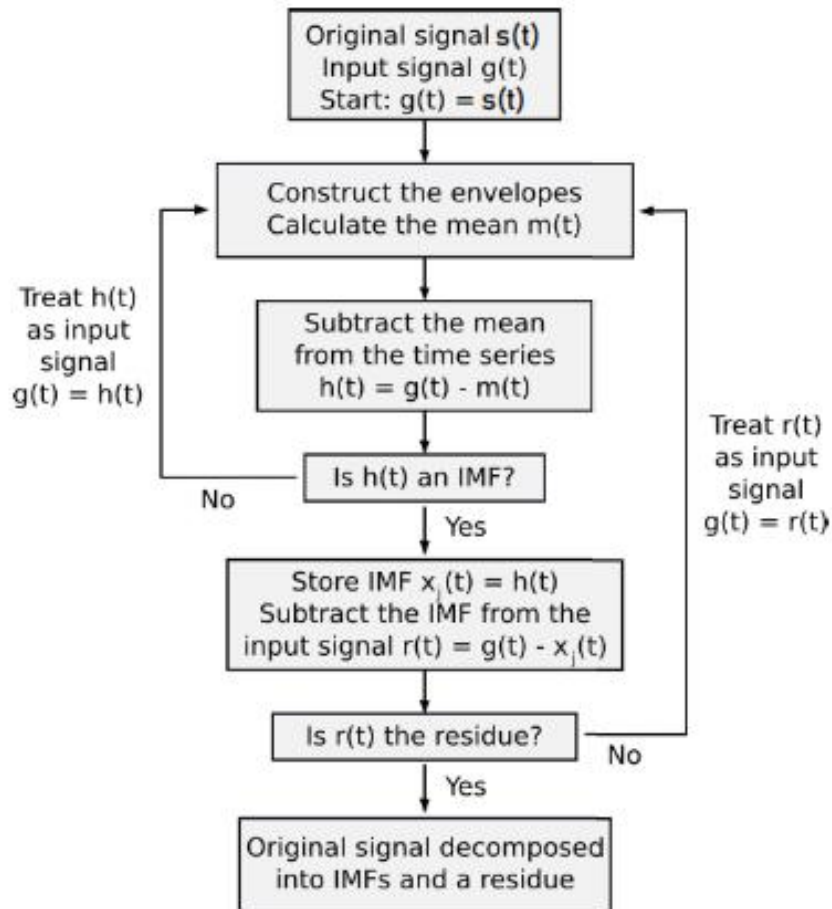 Original signal s(t)
Input signal g(t)
Start: g(t) = s(t)
Construct the envelopes
Calculate the mean m(t)
Treat h(t)
as input
signal
g(t) = h(t)
Subtract the mean
from the time series
h(t) = g(t) - m(t)
Treat r(t)
as input
signal
g(t) = r(t)
Is h(t) an IMF?
No
Yes
Store IMF x_j(t) = h(t)
Subtract the IMF from the
input signal r(t) = g(t) - x_j(t)
Is r(t) the residue?
No
Yes
Original signal decomposed
into IMFs and a residue